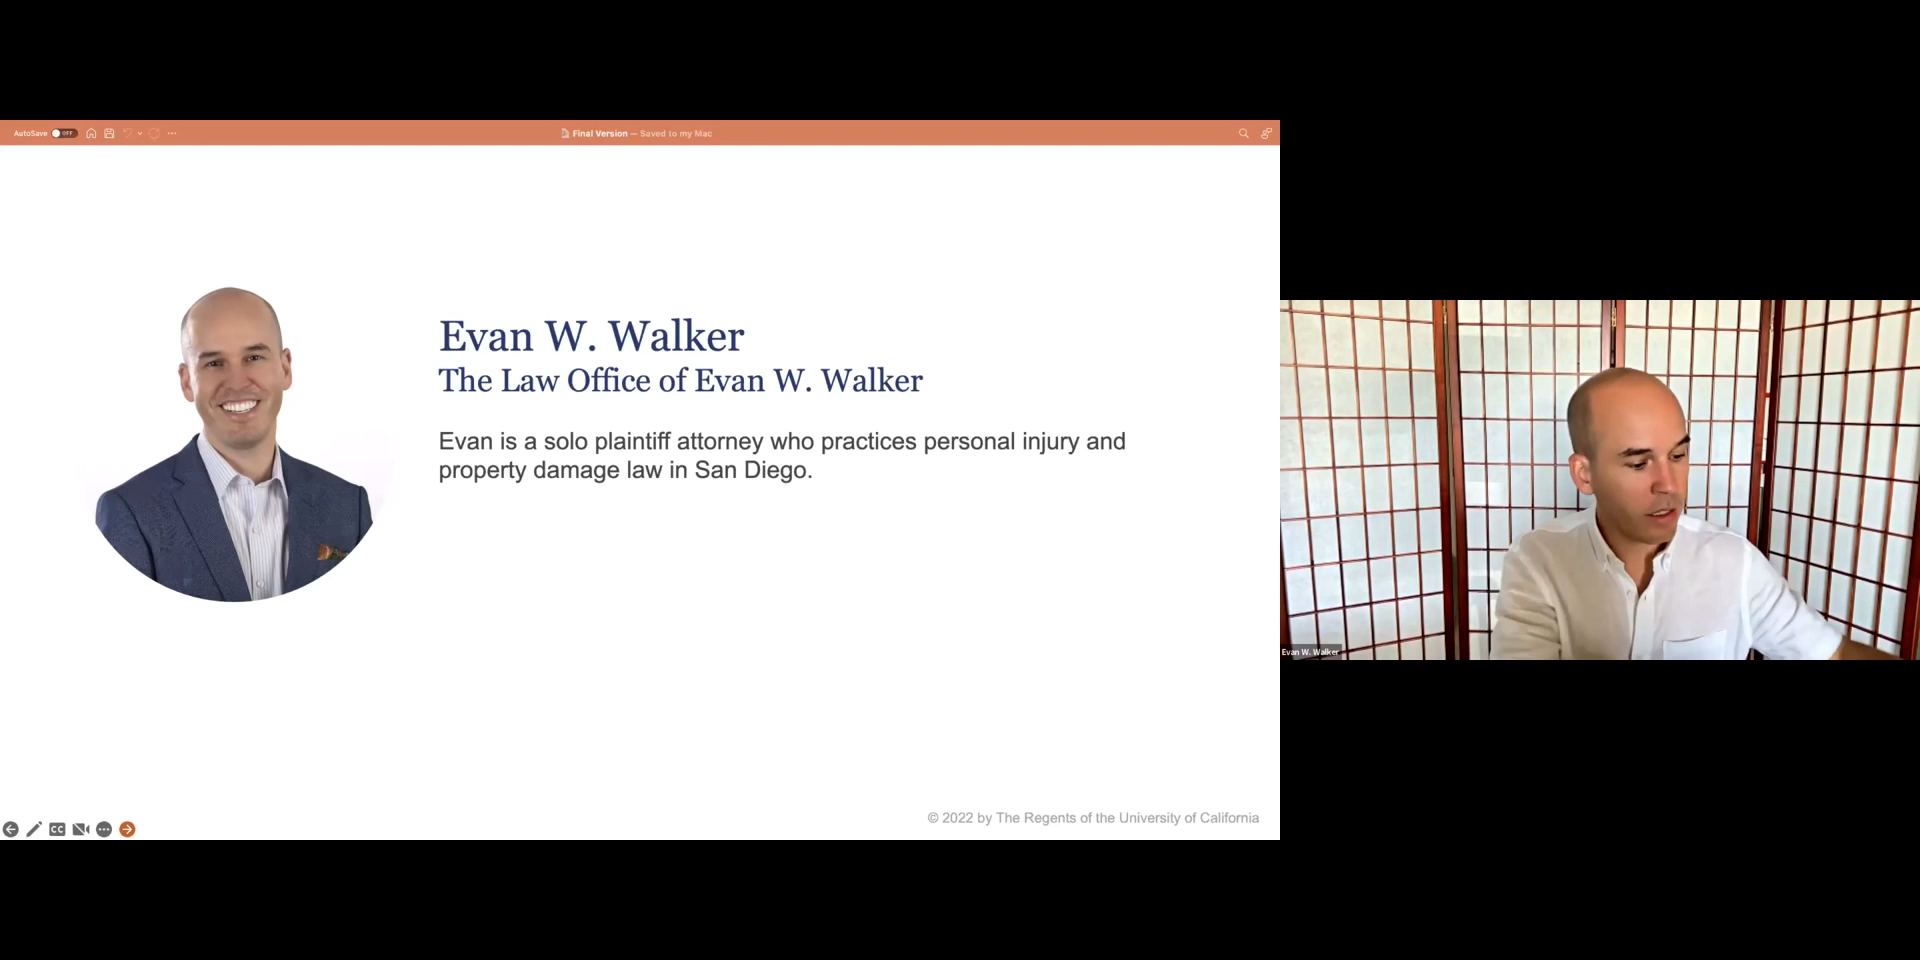 AutoSave OFF
Final Version — Saved to my Mac
Evan W. Walker
The Law Office of Evan W. Walker
Evan is a solo plaintiff attorney who practices personal injury and
property damage law in San Diego.
Evan W. Walker
CC
© 2022 by The Regents of the University of California